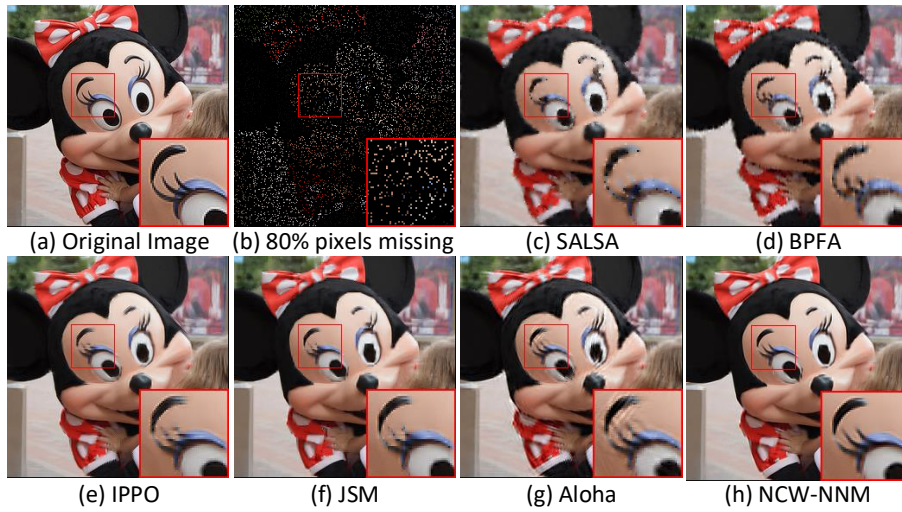 (a) Original Image (b) 80% pixels missing (c) SALSA (d) BPFA
(e) IPPO (f) JSM (g) Aloha (h) NCW-NNM